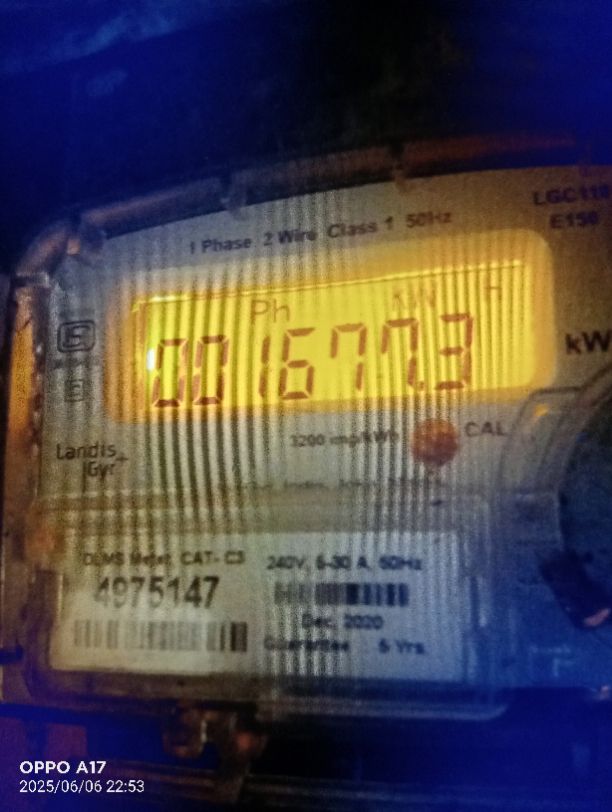 LGC110
E150
1 Phase 2 Wire Class 1 50Hz
Ph KW H
001677.3
kW
Landis
Gyr+
3200 imp/kWh CAL
DLMS Meter, CAT- C3
4975147
240V, 5-30 A, 50Hz
Dec, 2020
Guarantee 5 Yrs.
OPPO A17
2025/06/06 22:53